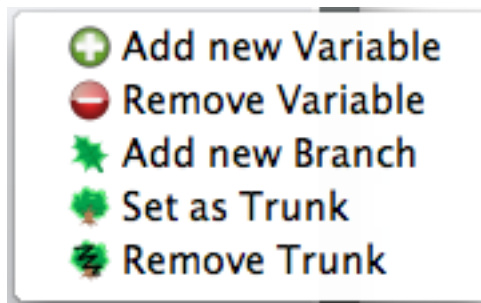 Add new Variable
Remove Variable
Add new Branch
Set as Trunk
Remove Trunk